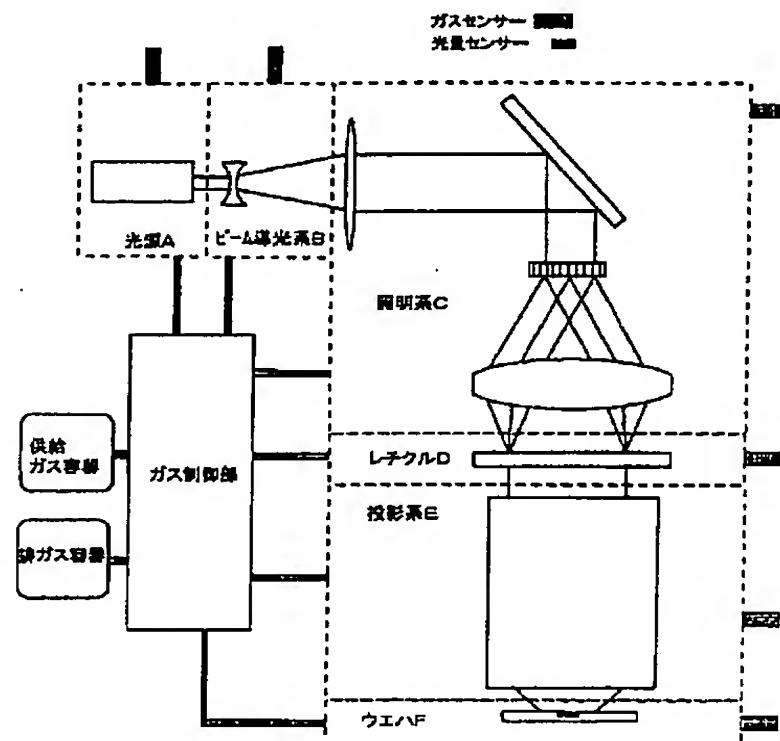 ガスセンサー
光量センサー
光源A
ビーム導光系B
照明系C
供給
ガス容器
ガス制御部
レチクルD
排ガス容器
投影系E
ウエハF